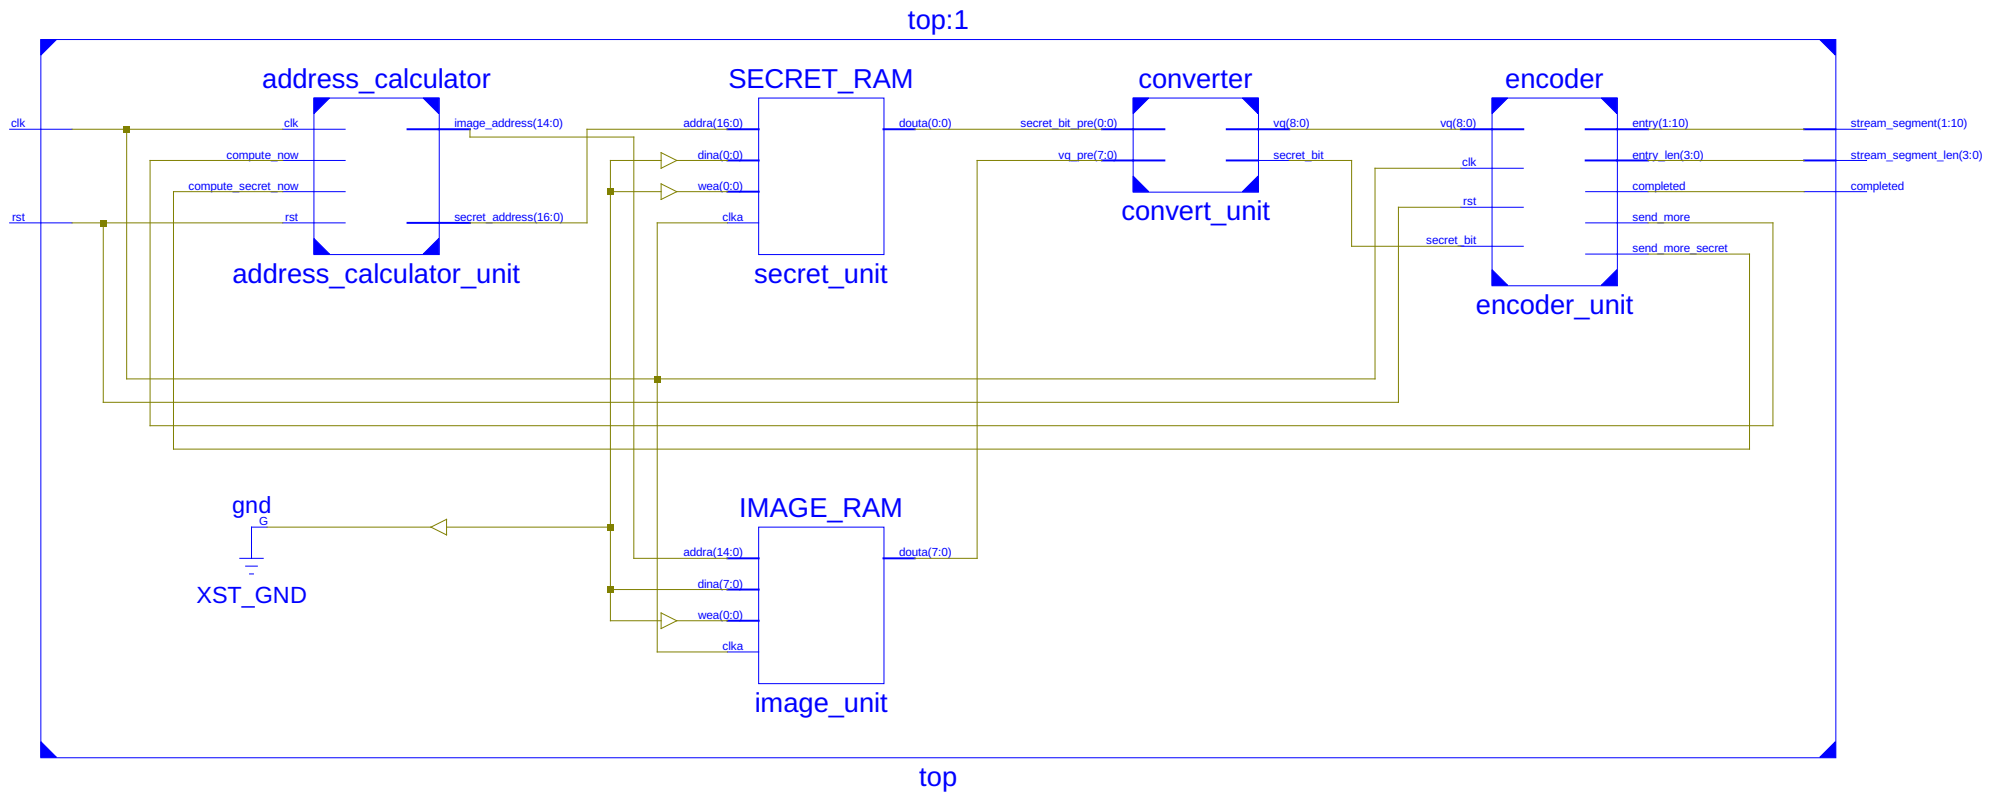 top:1
address_calculator
SECRET_RAM
converter
encoder
clk
clk
image_address(14:0)
addra(16:0)
douta(0:0)
secret_bit_pre(0:0)
vq(8:0)
vq(8:0)
entry(1:10)
stream_segment(1:10)
compute_now
dina(0:0)
vq_pre(7:0)
secret_bit
clk
entry_len(3:0)
stream_segment_len(3:0)
compute_secret_now
wea(0:0)
completed
completed
rst
rst
rst
secret_address(16:0)
clka
convert_unit
send_more
secret_bit
send_more_secret
address_calculator_unit
secret_unit
encoder_unit
gnd
G
XST_GND
IMAGE_RAM
addra(14:0)
douta(7:0)
dina(7:0)
wea(0:0)
clka
image_unit
top